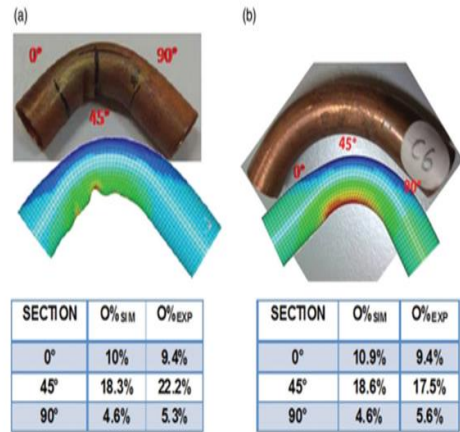 (a)
0°
90°
45°
SECTION O%SIM O%EXP
0° 10% 9.4%
45° 18.3% 22.2%
90° 4.6% 5.3%
(b)
C6
45°
0°
90°
SECTION O%SIM O%EXP
0° 10.9% 9.4%
45° 18.6% 17.5%
90° 4.6% 5.6%